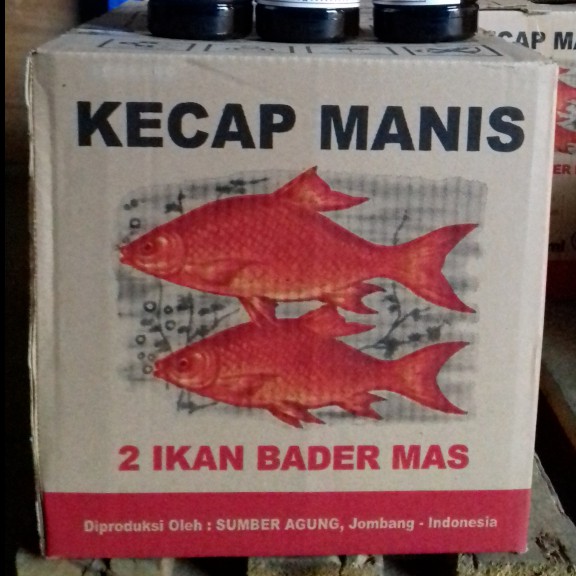 KECAP MANIS
2 IKAN BADER MAS
Diproduksi Oleh : SUMBER AGUNG, Jombang - Indonesia